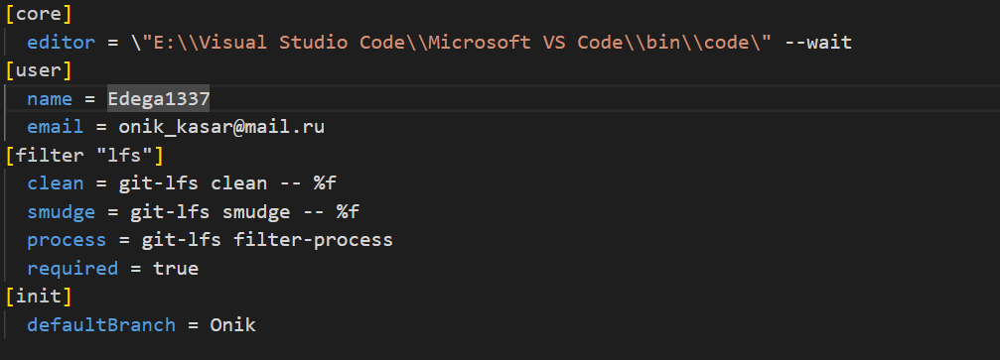 [core]
editor = \"E:\\Visual Studio Code\\Microsoft VS Code\\bin\\code\" --wait
[user]
name = Edega1337
email = onik_kasar@mail.ru
[filter "lfs"]
clean = git-lfs clean -- %f
smudge = git-lfs smudge -- %f
process = git-lfs filter-process
required = true
[init]
defaultBranch = Onik